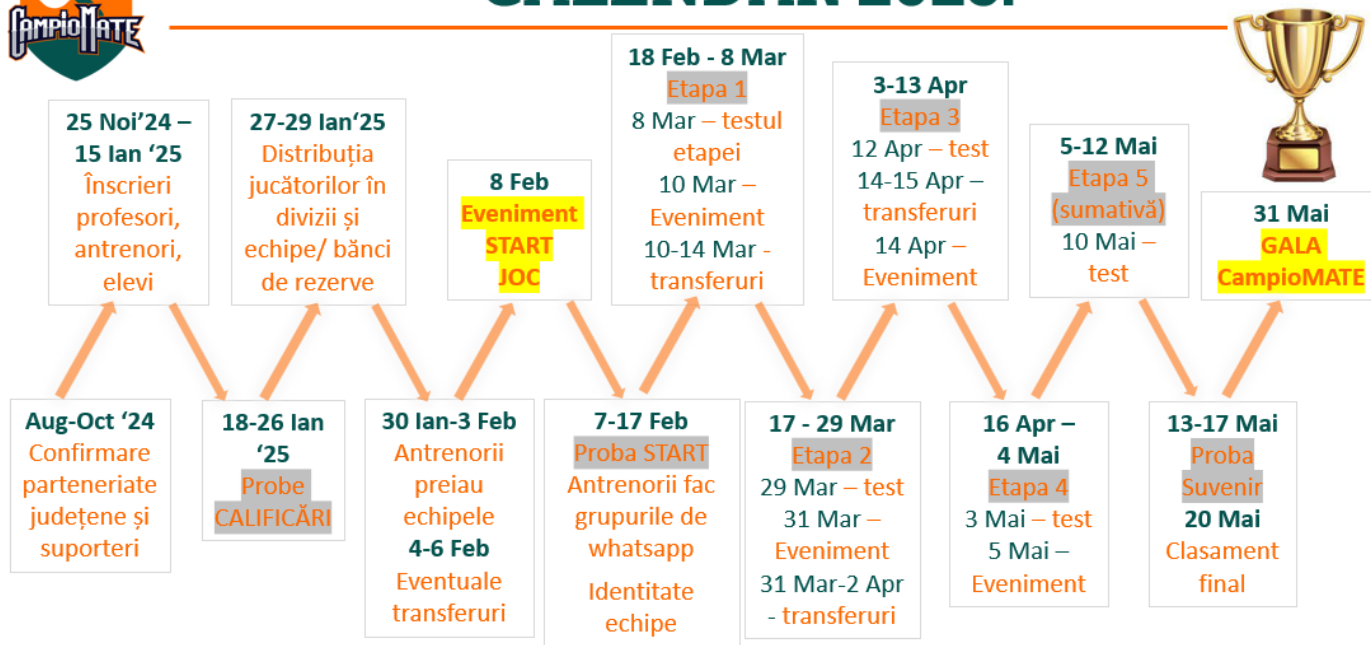 CAMPIOMATE
CALENDAR 2025:
Aug-Oct ‘24
Confirmare
parteneriate
județene și
suporteri
25 Noi’24 –
15 Ian ‘25
Înscrieri
profesori,
antrenori,
elevi
18-26 Ian
‘25
Probe
CALIFICĂRI
27-29 Ian‘25
Distribuția
jucătorilor în
divizii și
echipe/ bănci
de rezerve
30 Ian-3 Feb
Antrenorii
preiau
echipele
4-6 Feb
Eventuale
transferuri
8 Feb
Eveniment
START
JOC
7-17 Feb
Proba START
Antrenorii fac
grupurile de
whatsapp
Identitate
echipe
18 Feb - 8 Mar
Etapa 1
8 Mar – testul
etapei
10 Mar –
Eveniment
10-14 Mar -
transferuri
17 - 29 Mar
Etapa 2
29 Mar – test
31 Mar –
Eveniment
31 Mar-2 Apr
- transferuri
3-13 Apr
Etapa 3
12 Apr – test
14-15 Apr –
transferuri
14 Apr –
Eveniment
16 Apr –
4 Mai
Etapa 4
3 Mai – test
5 Mai –
Eveniment
5-12 Mai
Etapa 5
(sumativă)
10 Mai –
test
13-17 Mai
Proba
Suvenir
20 Mai
Clasament
final
31 Mai
GALA
CampioMATE